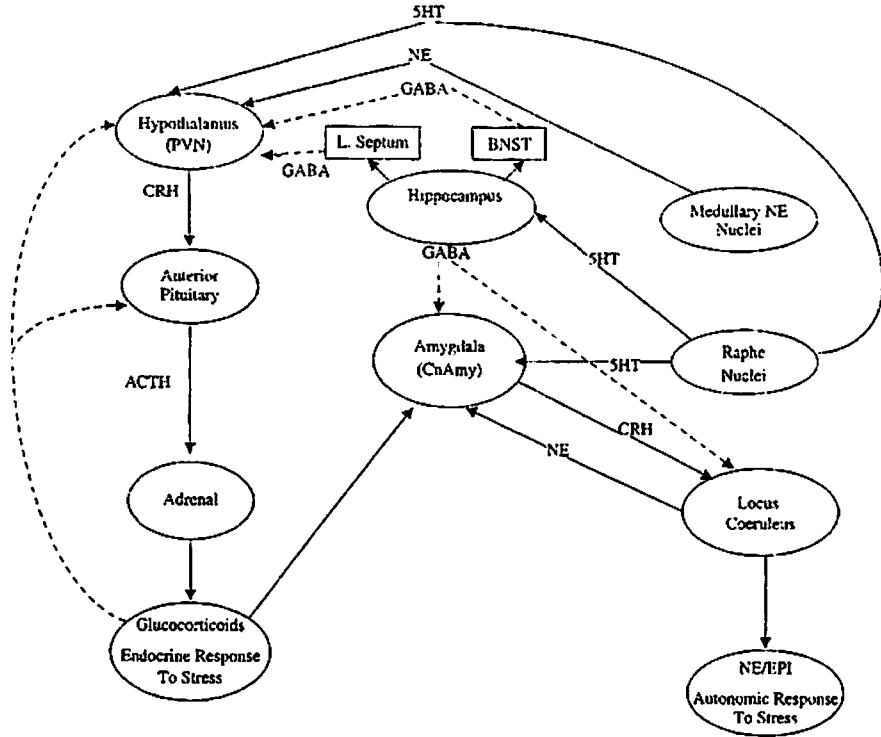 5HT
NE
GABA
Hypothalamus
(PVN)
L. Septum
BNST
GABA
CRH
Hippocampus
Medullary NE
Nuclei
GABA
5HT
Anterior
Pituitary
Amygdala
(CnAmy)
5HT
Raphe
Nuclei
ACTH
CRH
NE
Adrenal
Locus
Coeruleus
Glucocorticoids
Endocrine Response
To Stress
NE/EPI
Autonomic Response
To Stress